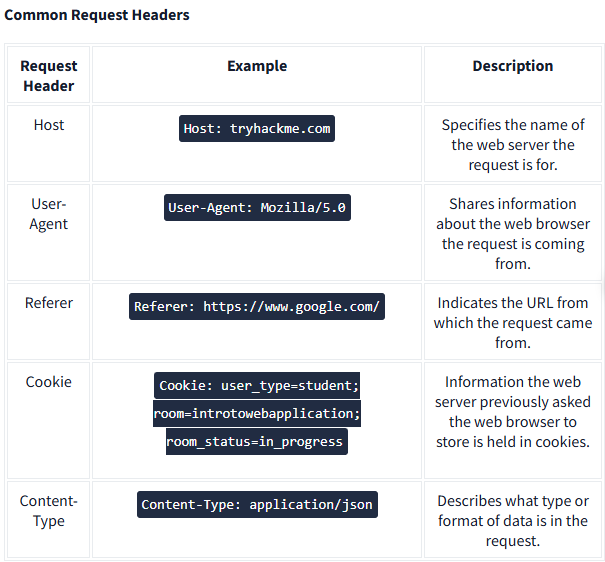 Common Request Headers
Request
Header
Example
Description
Host
Host: tryhackme.com
Specifies the name of
the web server the
request is for.
User-
Agent
User-Agent: Mozilla/5.0
Shares information
about the web browser
the request is coming
from.
Referer
Referer: https://www.google.com/
Indicates the URL from
which the request came
from.
Cookie
Cookie: user_type=student;
room=introtowebapplication;
room_status=in_progress
Information the web
server previously asked
the web browser to
store is held in cookies.
Content-
Type
Content-Type: application/json
Describes what type or
format of data is in the
request.